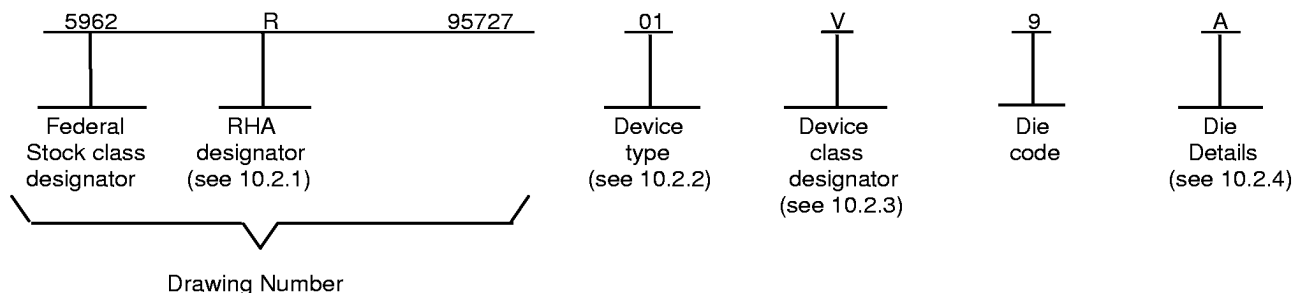 5962 R 95727 01 V 9 A
Federal Stock class designator
RHA designator (see 10.2.1)
Device type (see 10.2.2)
Device class designator (see 10.2.3)
Die code
Die Details (see 10.2.4)
Drawing Number